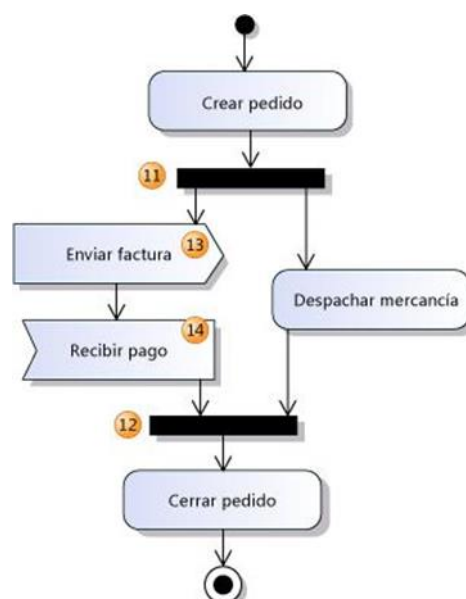 Crear pedido
11
13
Enviar factura
Despachar mercancía
14
Recibir pago
12
Cerrar pedido